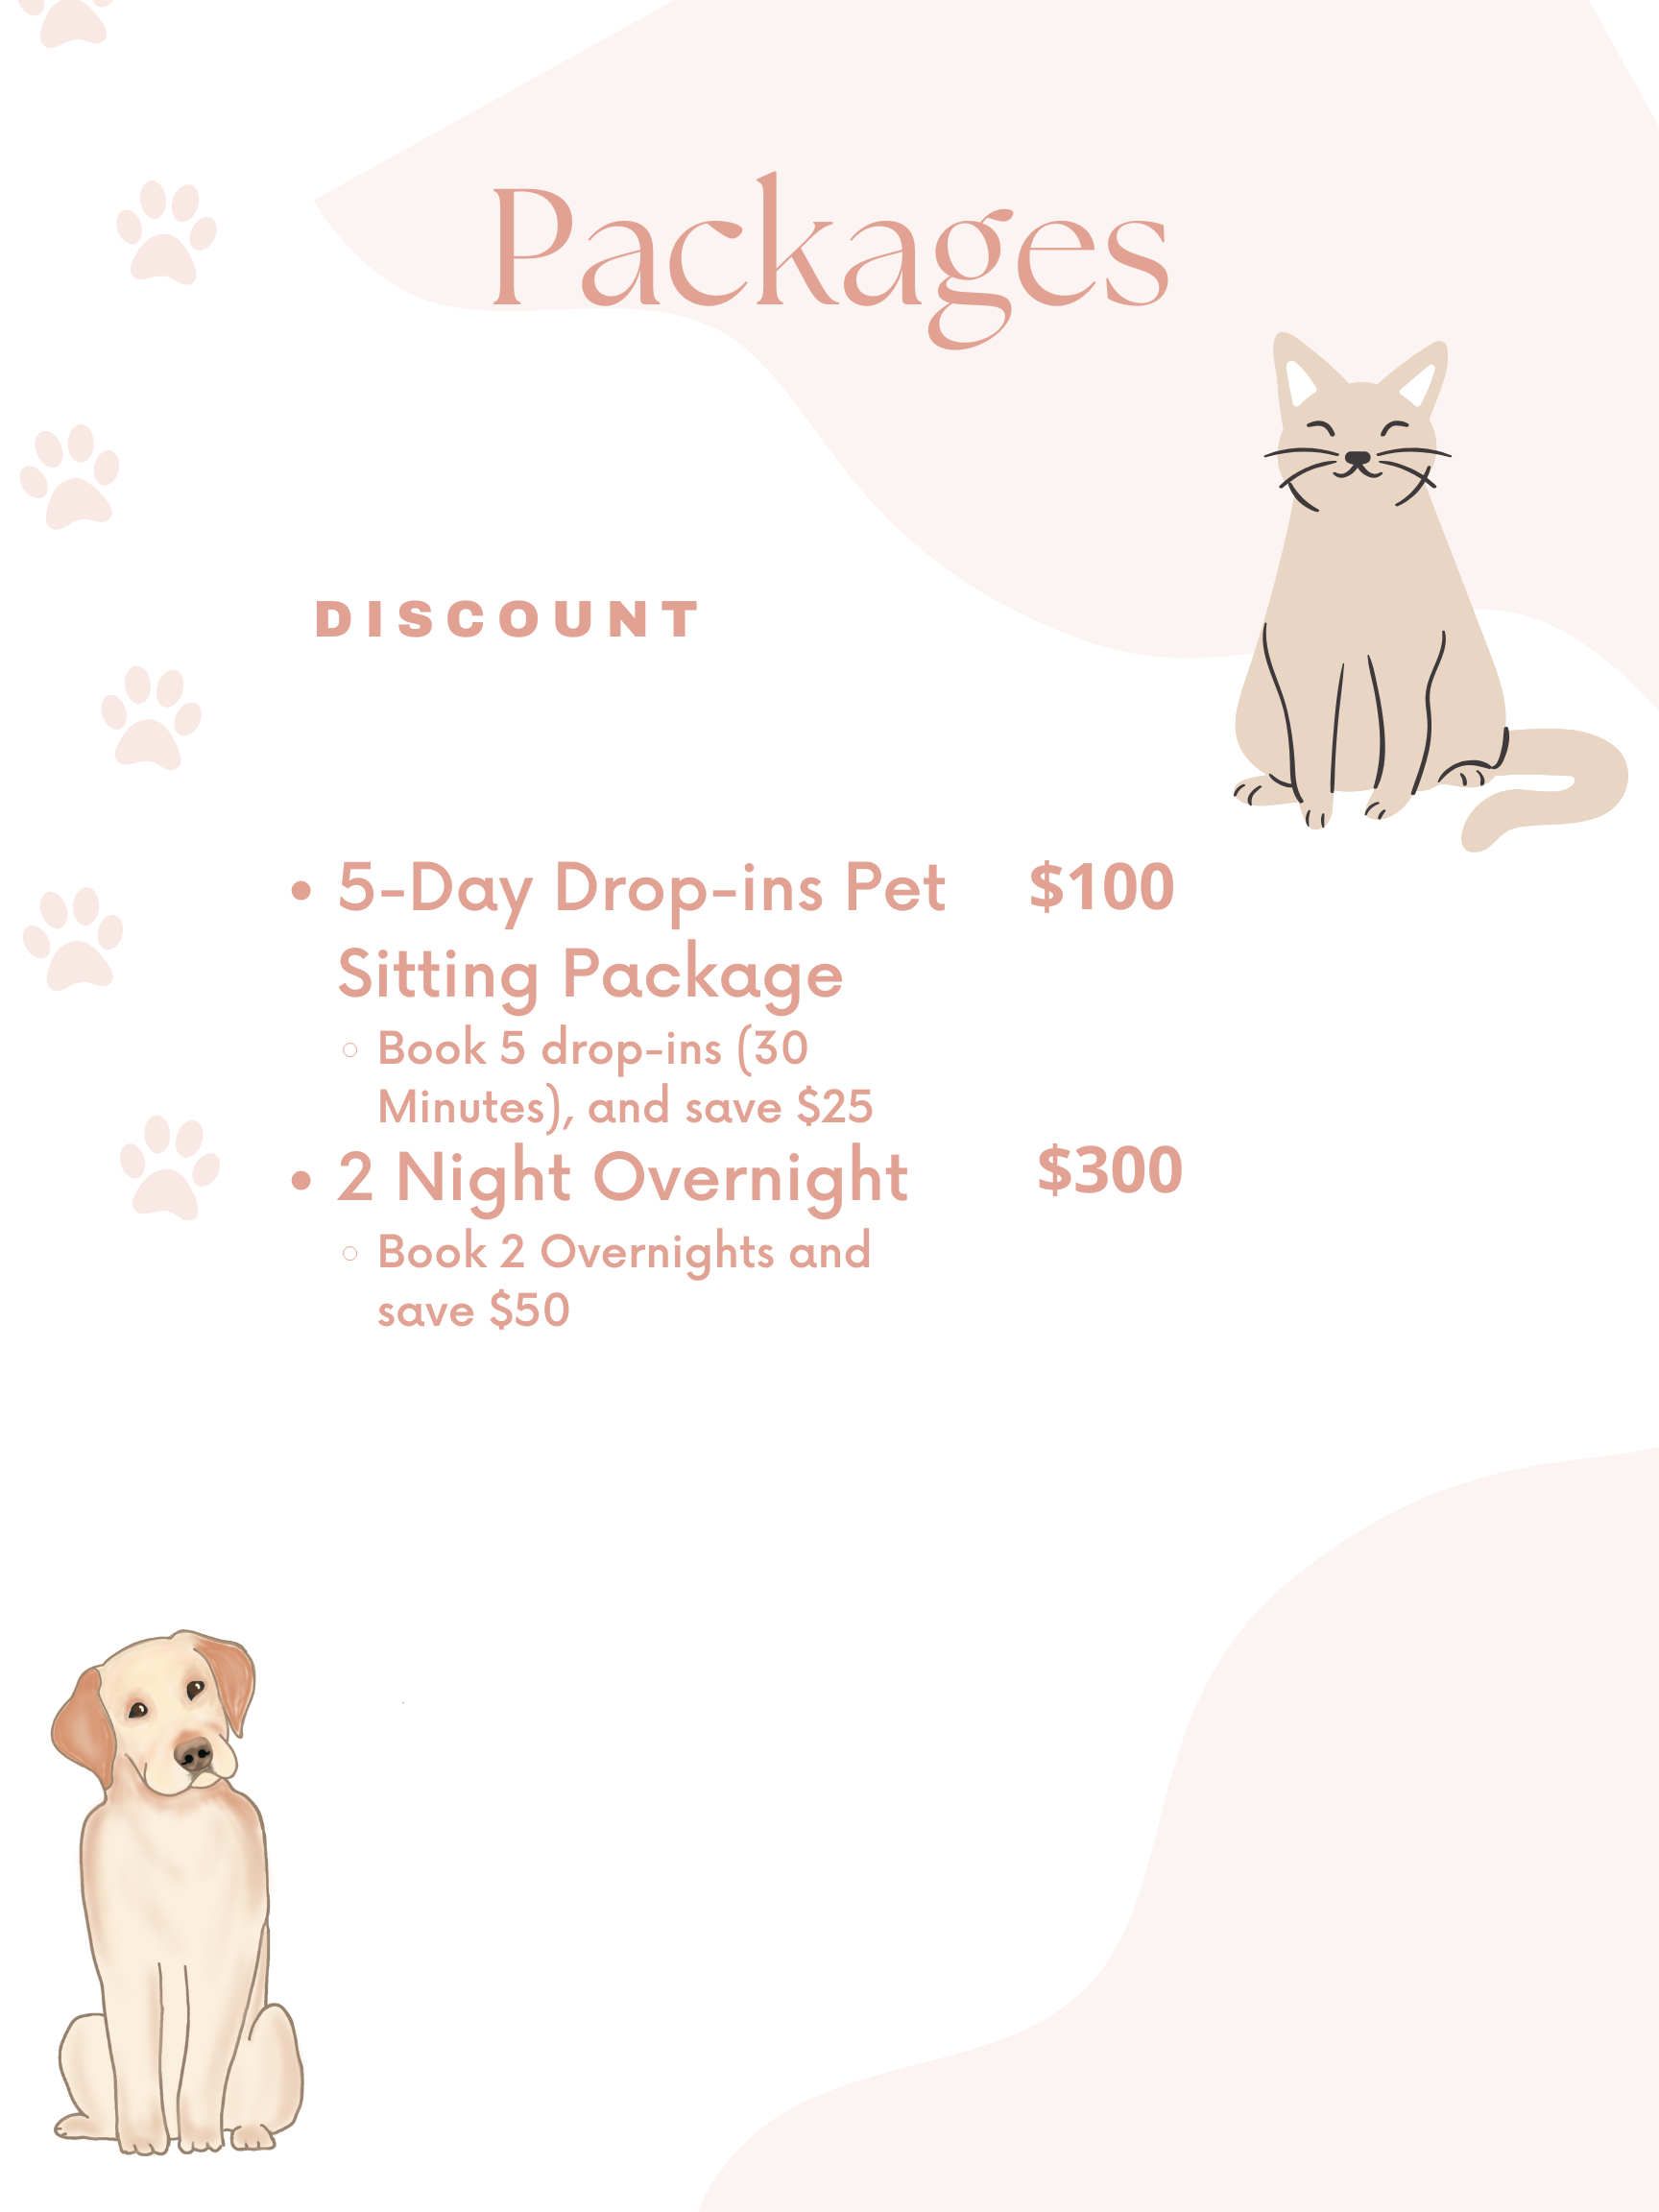 Packages
DISCOUNT
• 5-Day Drop-ins Pet $100
Sitting Package
○ Book 5 drop-ins (30
Minutes), and save $25
• 2 Night Overnight $300
○ Book 2 Overnights and
save $50